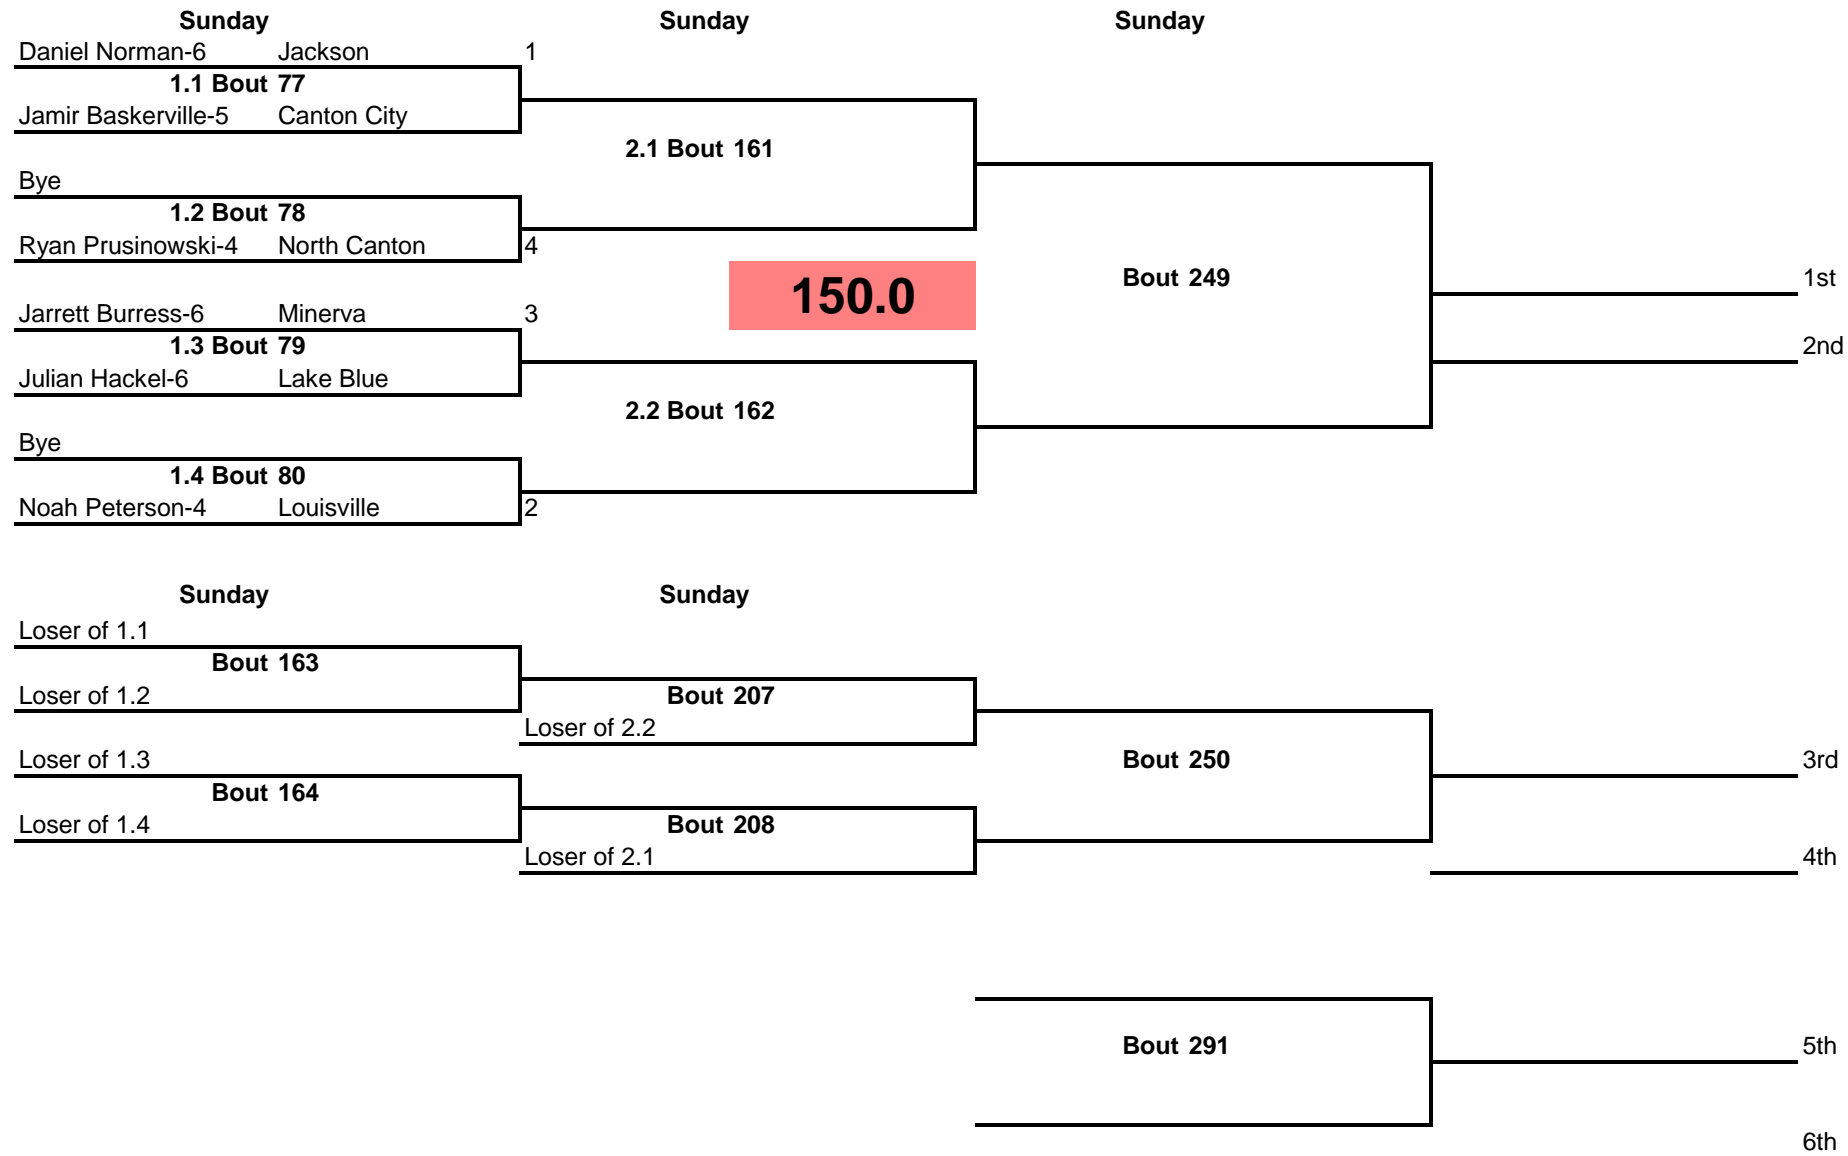 Sunday Sunday Sunday
Daniel Norman-6 Jackson 1
1.1 Bout 77
Jamir Baskerville-5 Canton City
2.1 Bout 161
Bye
1.2 Bout 78
Ryan Prusinowski-4 North Canton 4
150.0
Bout 249
1st
Jarrett Burress-6 Minerva 3
1.3 Bout 79
2nd
Julian Hackel-6 Lake Blue
2.2 Bout 162
Bye
1.4 Bout 80
Noah Peterson-4 Louisville 2
Sunday Sunday
Loser of 1.1
Bout 163
Loser of 1.2
Bout 207
Loser of 2.2
Loser of 1.3
Bout 250
3rd
Bout 164
Loser of 1.4
Bout 208
Loser of 2.1
4th
Bout 291
5th
6th